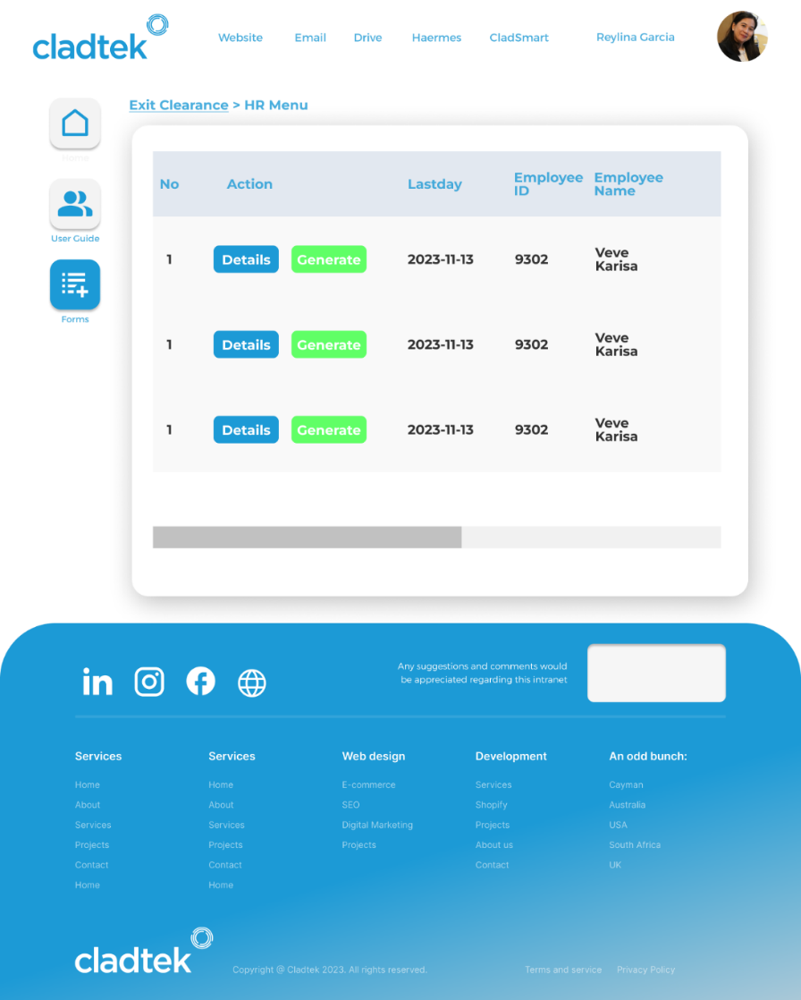 cladtek
Website Email Drive Haermes CladSmart Reylina Garcia
Exit Clearance > HR Menu
Home
User Guide
Forms
No Action Lastday Employee ID Employee Name
1 Details Generate 2023-11-13 9302 Veve Karisa
1 Details Generate 2023-11-13 9302 Veve Karisa
1 Details Generate 2023-11-13 9302 Veve Karisa
in
Any suggestions and comments would
be appreciated regarding this intranet
Services
Home
About
Services
Projects
Contact
Home
Services
Home
About
Services
Projects
Contact
Home
Web design
E-commerce
SEO
Digital Marketing
Projects
Development
Services
Shopify
Projects
About us
Contact
An odd bunch:
Cayman
Australia
USA
South Africa
UK
cladtek
Copyright @ Cladtek 2023. All rights reserved.
Terms and service Privacy Policy